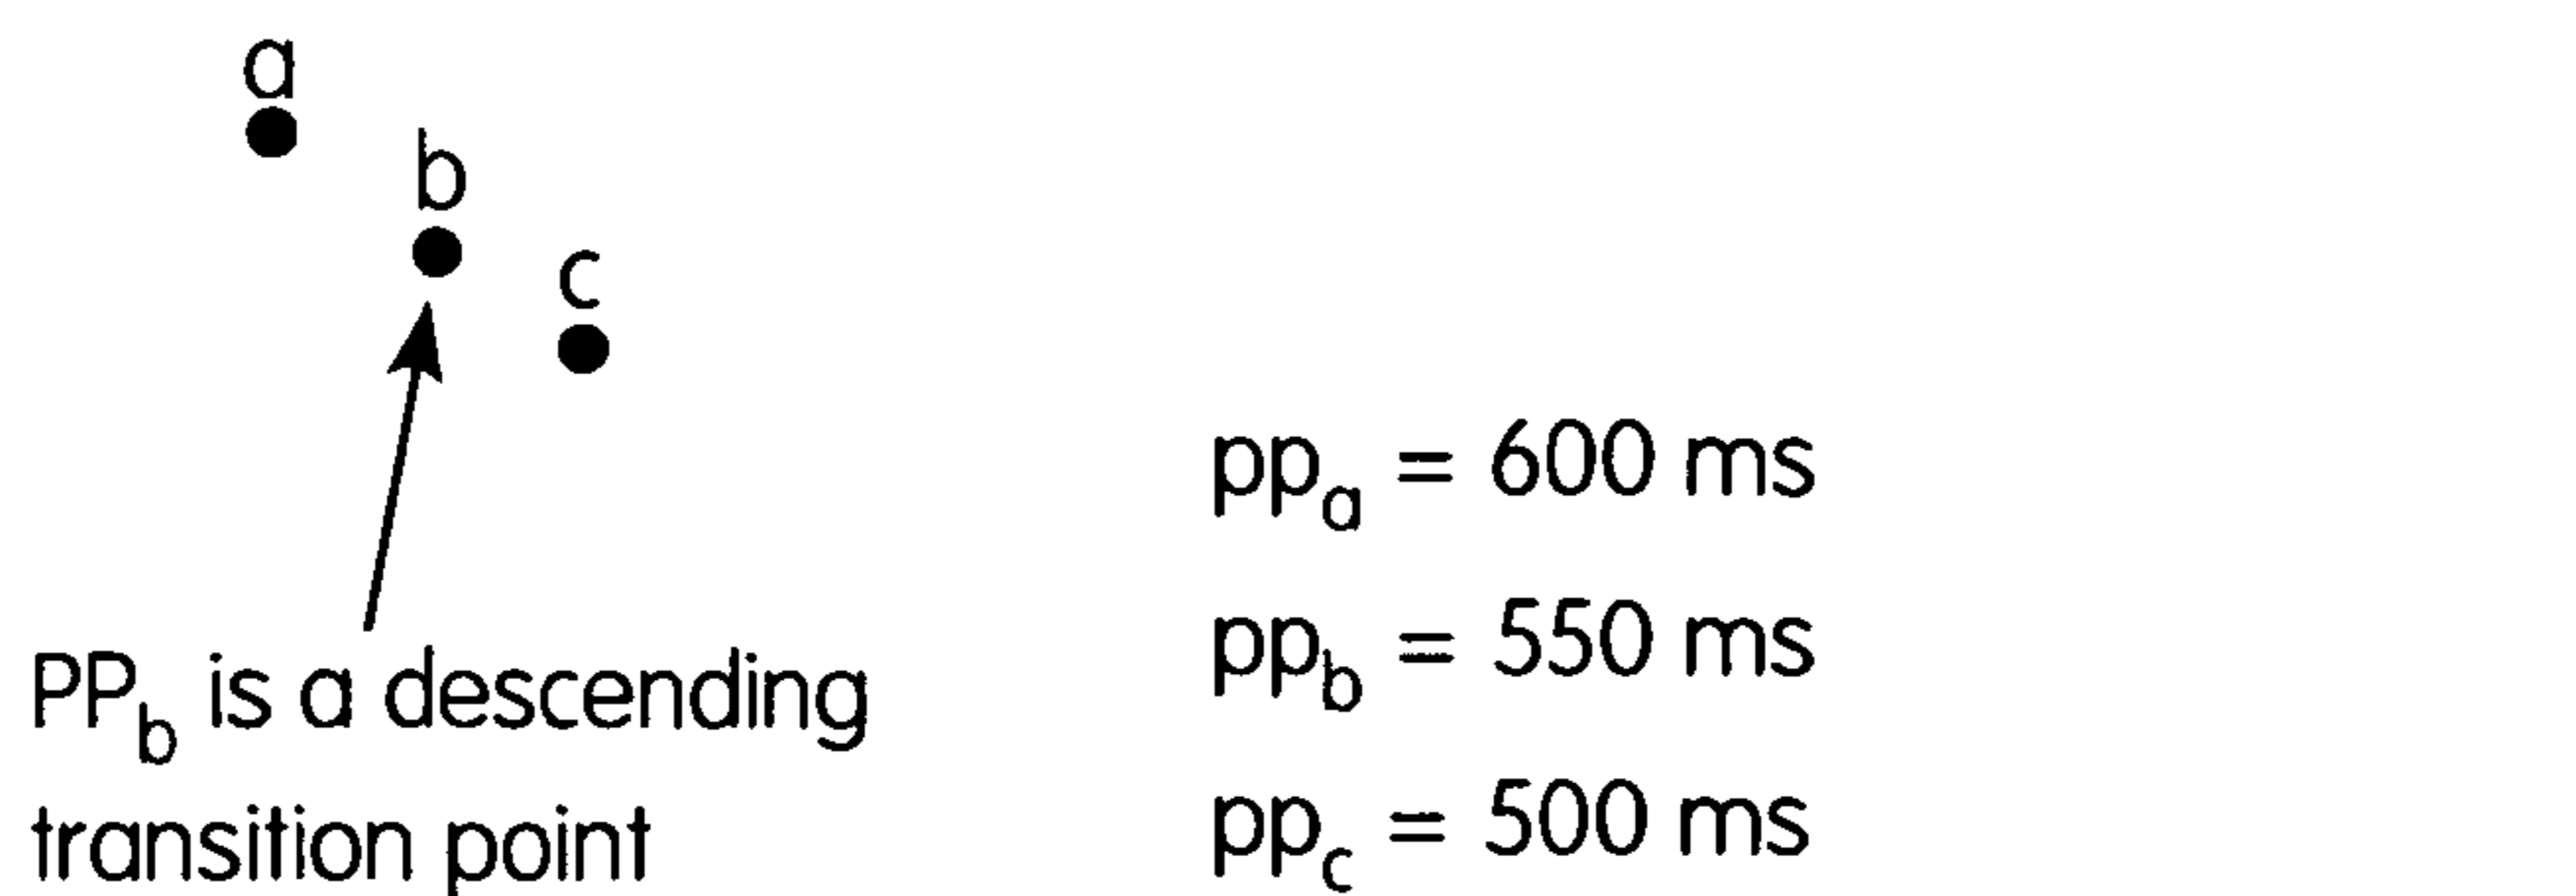 a
b
c
pp_a = 600 ms
pp_b = 550 ms
PP_b is a descending
transition point
pp_c = 500 ms